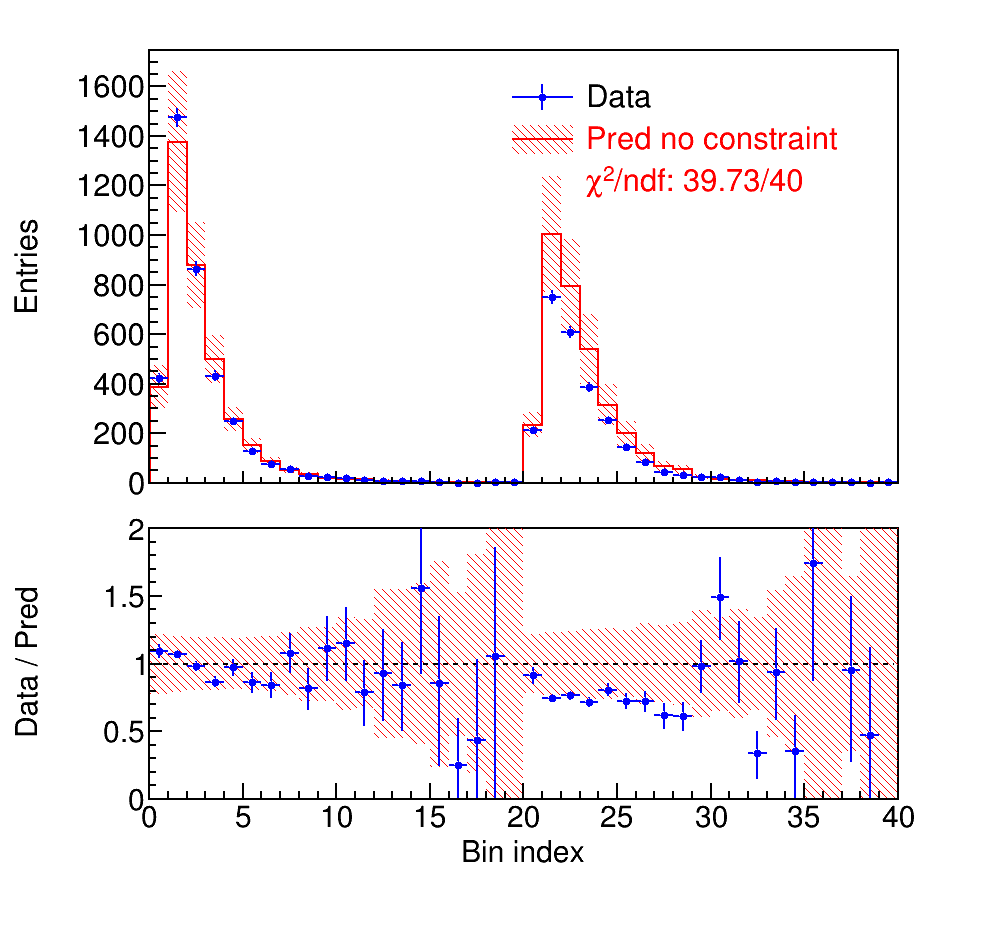 1600
1400
1200
1000
800
600
400
200
0
Entries
Data
Pred no constraint
χ²/ndf: 39.73/40
2
1.5
1
0.5
0
Data / Pred
0 5 10 15 20 25 30 35 40
Bin index